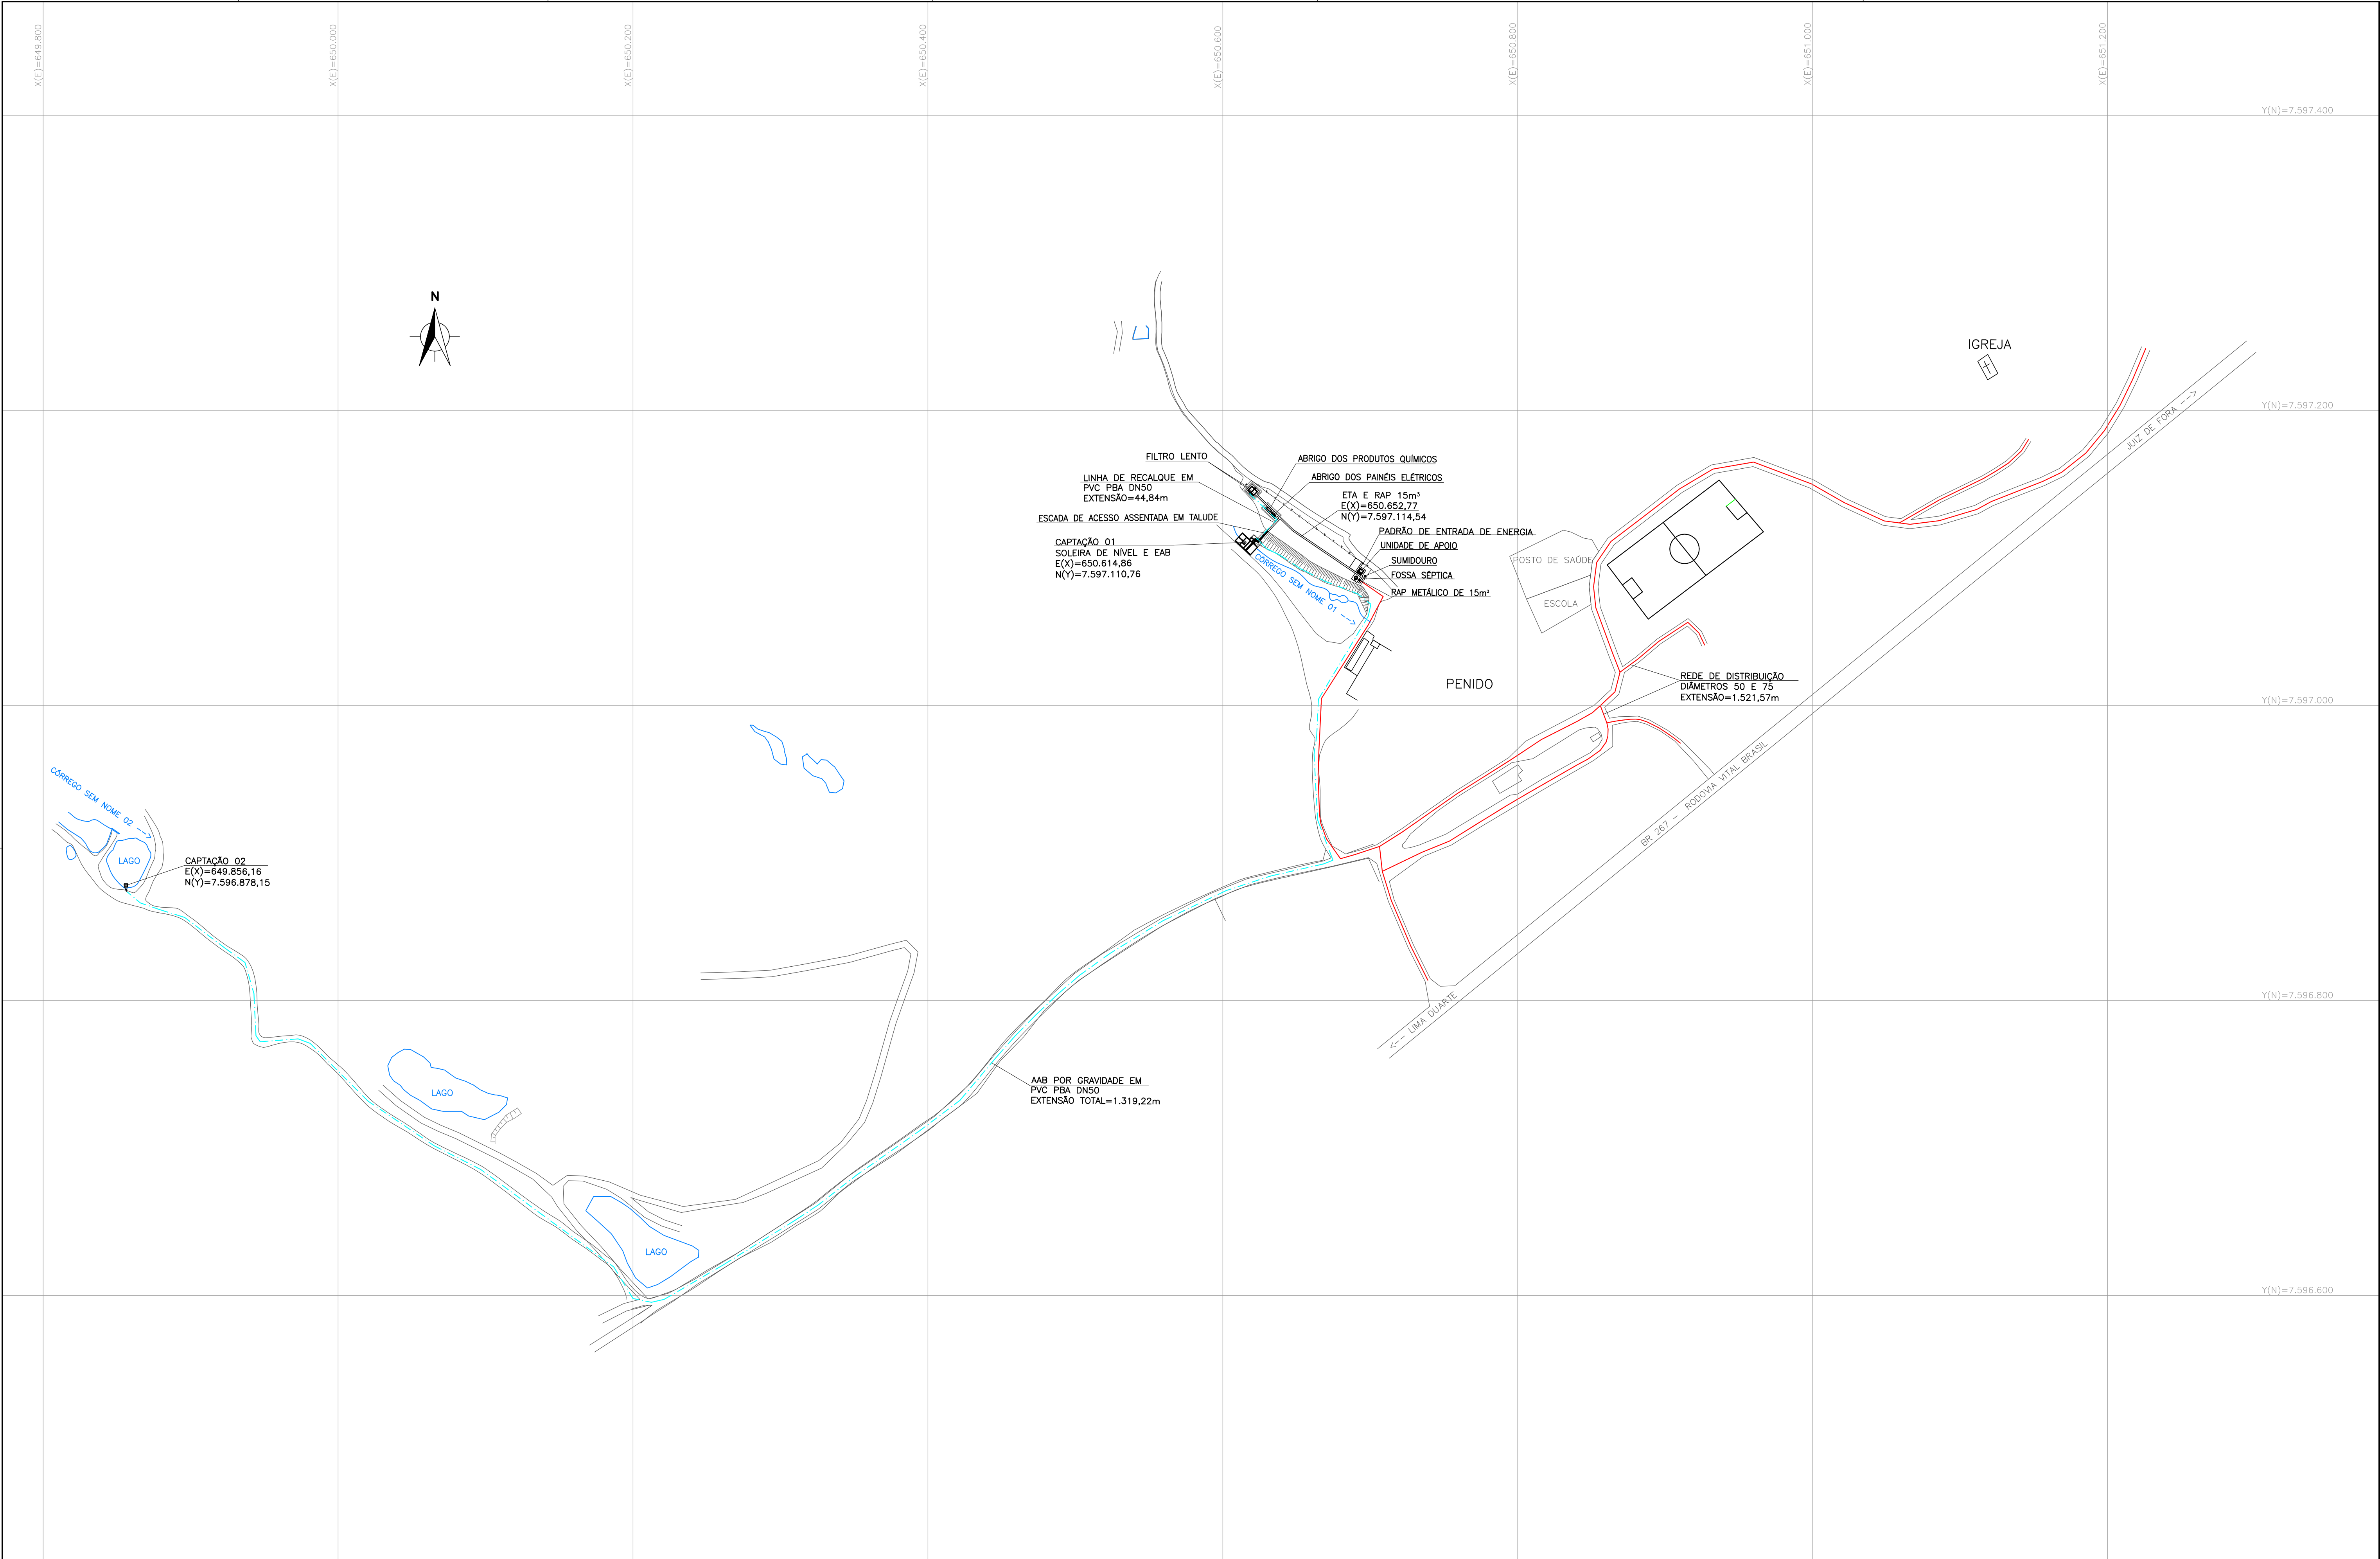 X(E)=649.800
X(E)=650.000
X(E)=650.200
X(E)=650.400
X(E)=650.600
X(E)=650.800
X(E)=651.000
X(E)=651.200
Y(N)=7.597.400
N
IGREJA
Y(N)=7.597.200
JUIZ DE FORA -->
FILTRO LENTO
ABRIGO DOS PRODUTOS QUÍMICOS
LINHA DE RECALQUE EM
PVC PBA DN50
EXTENSÃO=44,84m
ABRIGO DOS PAINÉIS ELÉTRICOS
ETA E RAP 15m³
E(X)=650.652,77
N(Y)=7.597.114,54
ESCADA DE ACESSO ASSENTADA EM TALUDE
PADRÃO DE ENTRADA DE ENERGIA
CAPTAÇÃO 01
SOLEIRA DE NÍVEL E EAB
E(X)=650.614,86
N(Y)=7.597.110,76
UNIDADE DE APOIO
SUMIDOURO
FOSSA SÉPTICA
RAP METÁLICO DE 15m³
CÓRREGO SEM NOME 01 -->
POSTO DE SAÚDE
ESCOLA
PENIDO
REDE DE DISTRIBUIÇÃO
DIÂMETROS 50 E 75
EXTENSÃO=1.521,57m
Y(N)=7.597.000
BR 267 - RODOVIA VITAL BRASIL
CÓRREGO SEM NOME 02 -->
LAGO
CAPTAÇÃO 02
E(X)=649.856,16
N(Y)=7.596.878,15
Y(N)=7.596.800
<-- LIMA DUARTE
LAGO
AAB POR GRAVIDADE EM
PVC PBA DN50
EXTENSÃO TOTAL=1.319,22m
LAGO
Y(N)=7.596.600